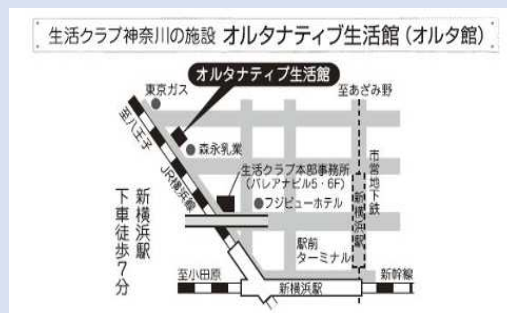 生活クラブ神奈川の施設 オルタナティブ生活館(オルタ館)
オルタナティブ生活館
東京ガス
至あざみ野
至八王子
森永乳業
JR横浜線
生活クラブ本部事務所
(バレアナビル5・6F)
フジビューホテル
市営地下鉄
新横浜駅
新横浜駅
下車徒歩7分
駅前
ターミナル
至小田原
新横浜駅
新幹線